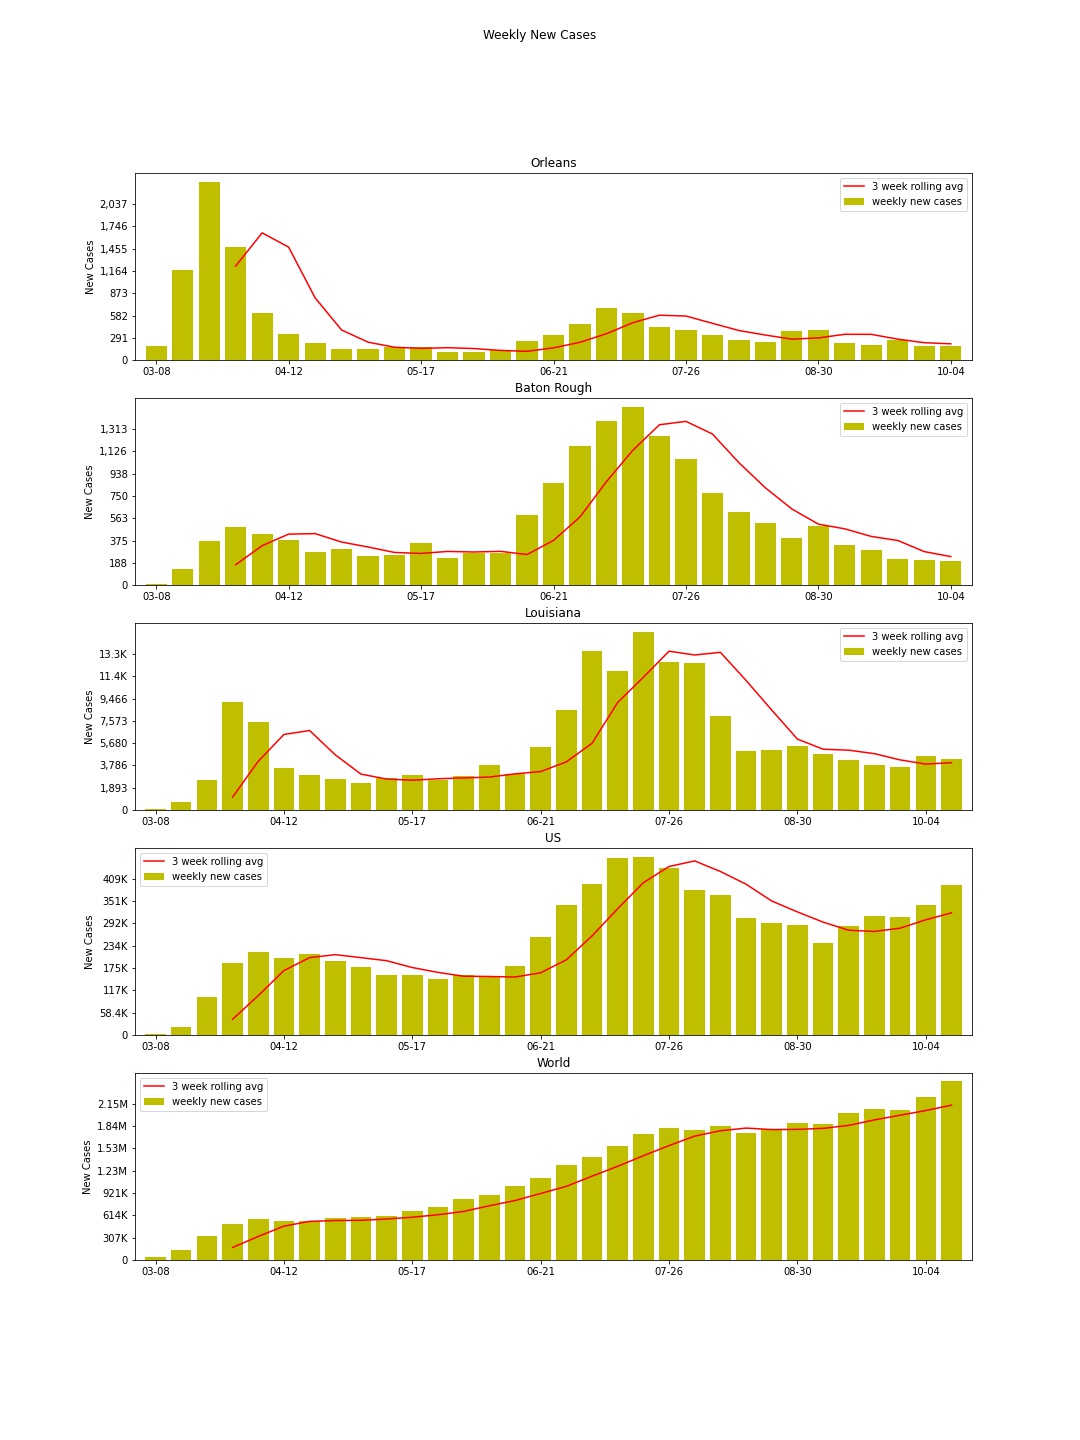 Weekly New Cases
Orleans
3 week rolling avg
weekly new cases
New Cases
2,037
1,746
1,455
1,164
873
582
291
0
03-08 04-12 05-17 06-21 07-26 08-30 10-04
Baton Rough
3 week rolling avg
weekly new cases
New Cases
1,313
1,126
938
750
563
375
188
0
03-08 04-12 05-17 06-21 07-26 08-30 10-04
Louisiana
3 week rolling avg
weekly new cases
New Cases
13.3K
11.4K
9,466
7,573
5,680
3,786
1,893
0
03-08 04-12 05-17 06-21 07-26 08-30 10-04
US
3 week rolling avg
weekly new cases
New Cases
409K
351K
292K
234K
175K
117K
58.4K
0
03-08 04-12 05-17 06-21 07-26 08-30 10-04
World
3 week rolling avg
weekly new cases
New Cases
2.15M
1.84M
1.53M
1.23M
921K
614K
307K
0
03-08 04-12 05-17 06-21 07-26 08-30 10-04